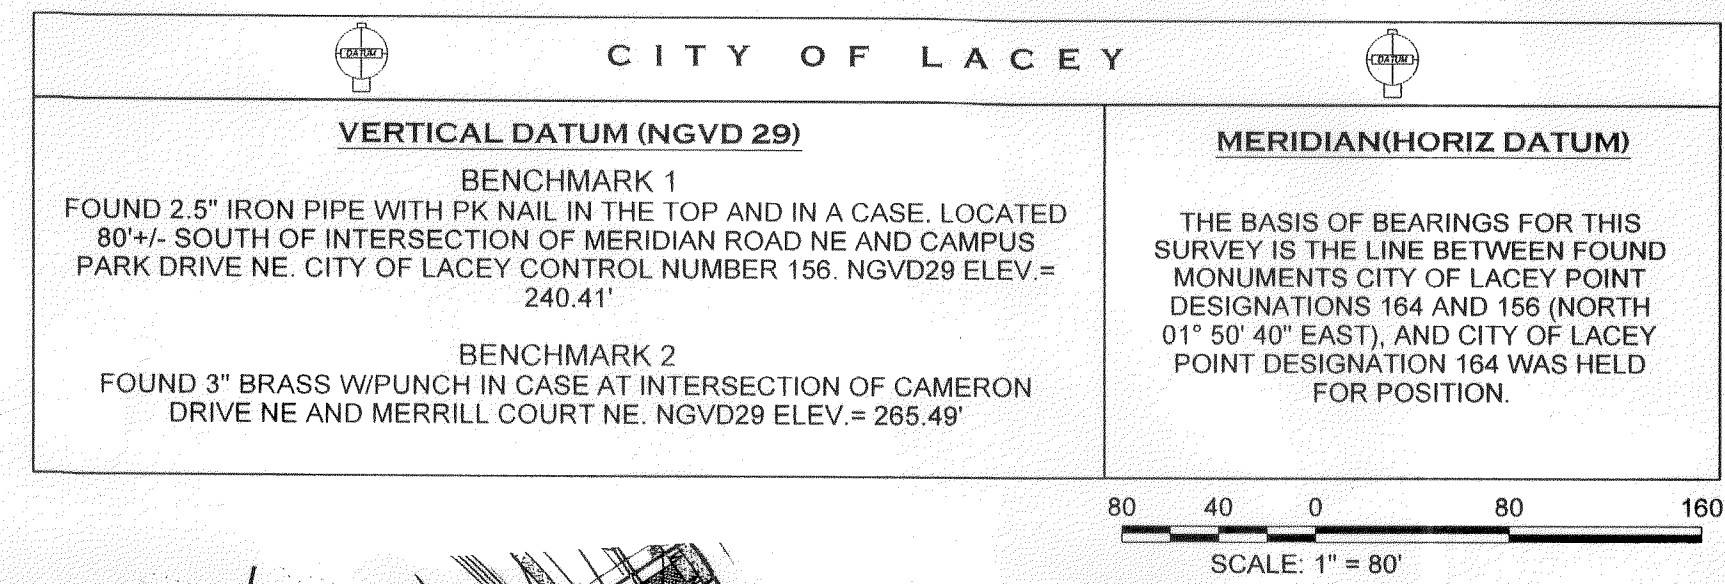 DATUM
CITY OF LACEY
DATUM
VERTICAL DATUM (NGVD 29)
BENCHMARK 1
FOUND 2.5" IRON PIPE WITH PK NAIL IN THE TOP AND IN A CASE. LOCATED
80'+/- SOUTH OF INTERSECTION OF MERIDIAN ROAD NE AND CAMPUS
PARK DRIVE NE. CITY OF LACEY CONTROL NUMBER 156. NGVD29 ELEV.=
240.41'
BENCHMARK 2
FOUND 3" BRASS W/PUNCH IN CASE AT INTERSECTION OF CAMERON
DRIVE NE AND MERRILL COURT NE. NGVD29 ELEV.= 265.49'
MERIDIAN(HORIZ DATUM)
THE BASIS OF BEARINGS FOR THIS
SURVEY IS THE LINE BETWEEN FOUND
MONUMENTS CITY OF LACEY POINT
DESIGNATIONS 164 AND 156 (NORTH
01° 50' 40" EAST), AND CITY OF LACEY
POINT DESIGNATION 164 WAS HELD
FOR POSITION.
80 40 0 80 160
SCALE: 1" = 80'